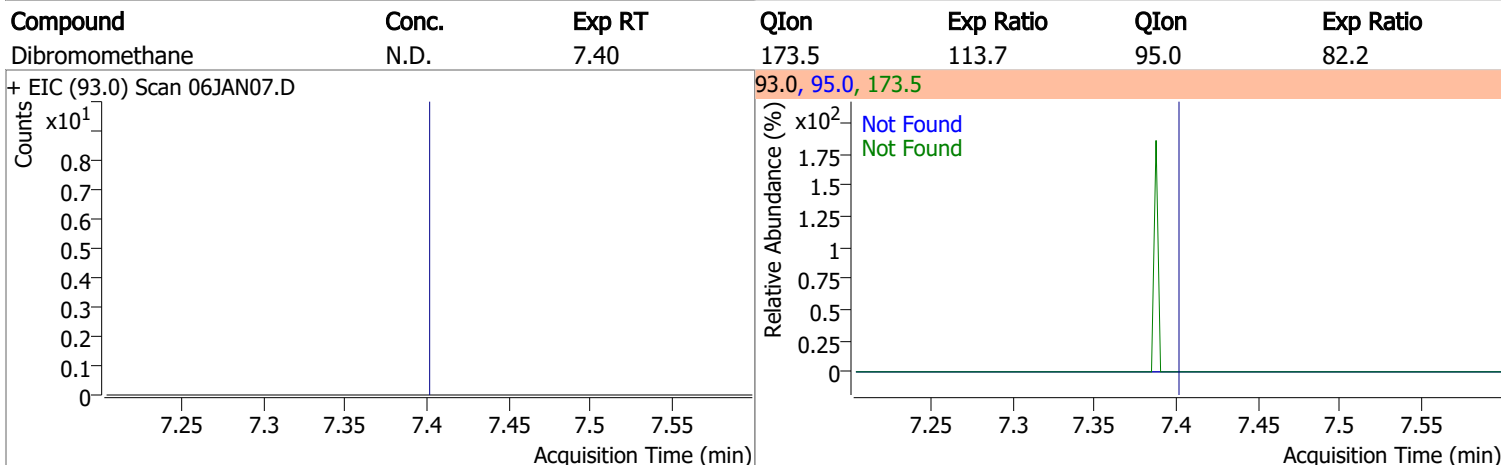 Compound Conc. Exp RT QIon Exp Ratio QIon Exp Ratio
Dibromomethane N.D. 7.40 173.5 113.7 95.0 82.2
+ EIC (93.0) Scan 06JAN07.D
Counts
x10¹
0.8
0.7
0.6
0.5
0.4
0.3
0.2
0.1
0
7.25 7.3 7.35 7.4 7.45 7.5 7.55
Acquisition Time (min)
93.0, 95.0, 173.5
Relative Abundance (%)
x10²
Not Found
Not Found
1.75
1.5
1.25
1
0.75
0.5
0.25
0
7.25 7.3 7.35 7.4 7.45 7.5 7.55
Acquisition Time (min)